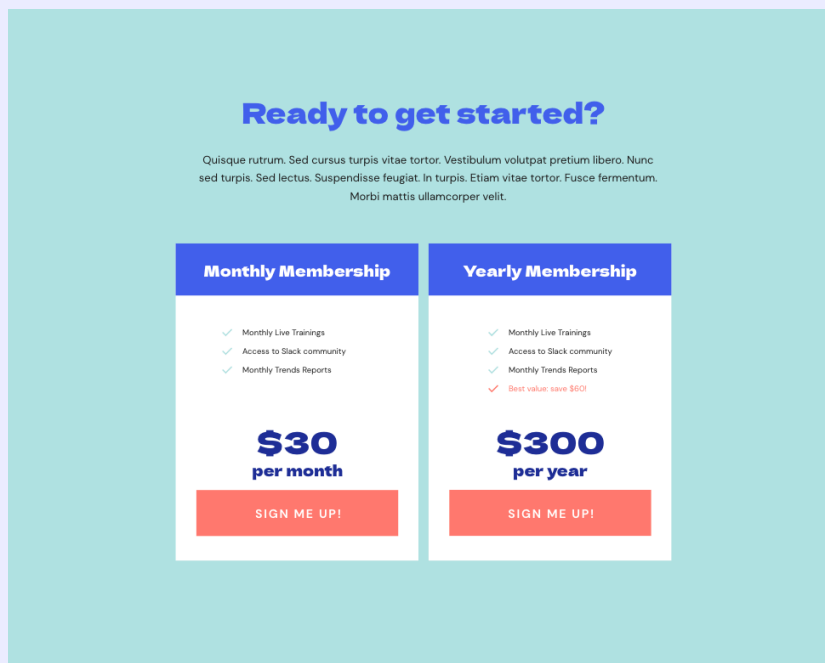 Ready to get started?
Quisque rutrum. Sed cursus turpis vitae tortor. Vestibulum volutpat pretium libero. Nunc
sed turpis. Sed lectus. Suspendisse feugiat. In turpis. Etiam vitae tortor. Fusce fermentum.
Morbi mattis ullamcorper velit.
Monthly Membership
Monthly Live Trainings
Access to Slack community
Monthly Trends Reports
$30
per month
SIGN ME UP!
Yearly Membership
Monthly Live Trainings
Access to Slack community
Monthly Trends Reports
Best value: save $60!
$300
per year
SIGN ME UP!